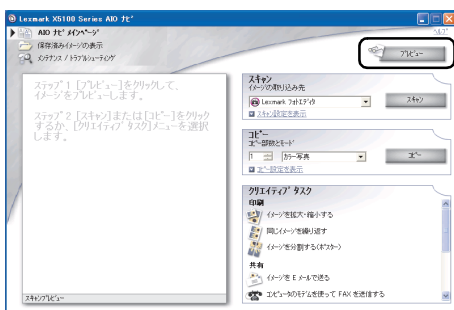 Lexmark X5100 Series AIO ナビ
AIO ナビ メインページ
ヘルプ
保存済みイメージの表示
メンテナンス / トラブルシューティング
プレビュー
ステップ 1 [プレビュー]をクリックして、
イメージをプレビューします。
ステップ 2 [スキャン]または[コピー]をクリック
するか、[クリエイティブ タスク]メニューを選択
します。
スキャンプレビュー
スキャン
イメージの取り込み先
Lexmark フォトエディタ
スキャン
スキャン設定を表示
コピー
コピー部数とモード
1
カラー写真
コピー
コピー設定を表示
クリエイティブ タスク
印刷
イメージを拡大・縮小する
同じイメージを繰り返す
イメージを分割する(ポスター)
共有
イメージを E メールで送る
コンピュータのモデムを使って FAX を送信する